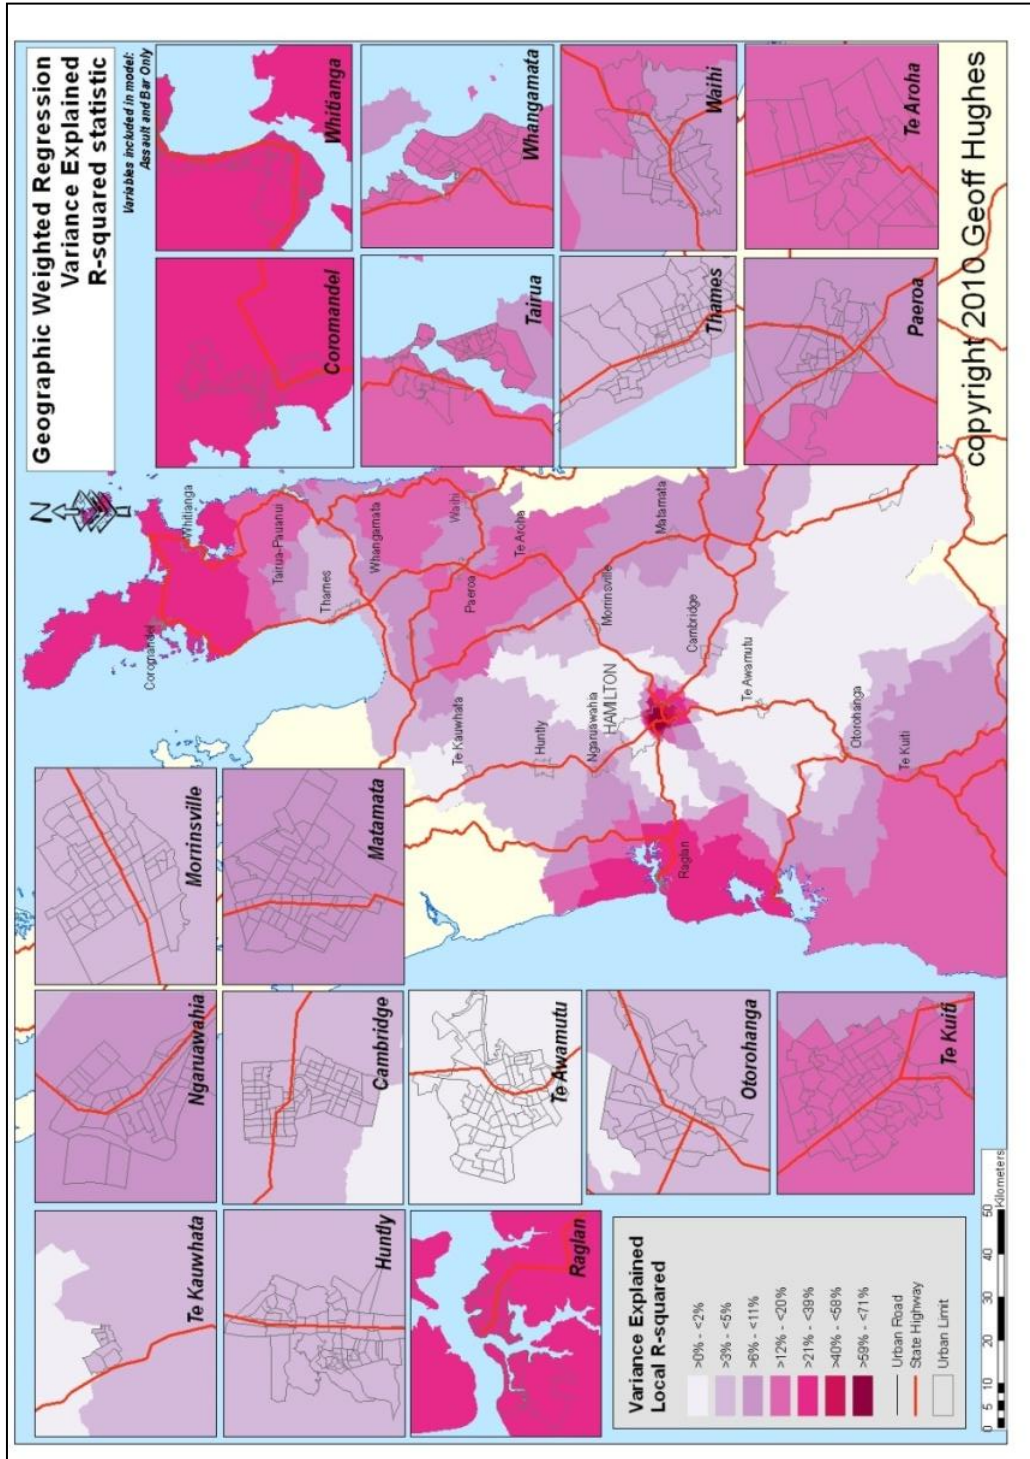 Geographic Weighted Regression
Variance Explained
R-squared statistic
Variables included in model:
Assault and Bar Only
N
Te Kauwhata
Ngaruawahia
Morrinsville
Coromandel
Whitianga
Huntly
Cambridge
Matamata
Tairua
Whangamata
Raglan
Te Awamutu
Thames
Waihi
Otorohanga
Te Kuiti
Paeroa
Te Aroha
Coromandel
Whitianga
Tairua-Pauanui
Thames
Whangamata
Waihi
Paeroa
Te Aroha
Te Kauwhata
Huntly
Morrinsville
Matamata
Ngaruawahia
HAMILTON
Cambridge
Raglan
Te Awamutu
Otorohanga
Te Kuiti
Variance Explained
Local R-squared
>0% - <2%
>3% - <5%
>6% - <11%
>12% - <20%
>21% - <39%
>40% - <58%
>59% - <71%
Urban Road
State Highway
Urban Limit
0 5 10 20 30 40 50
Kilometers
copyright 2010 Geoff Hughes